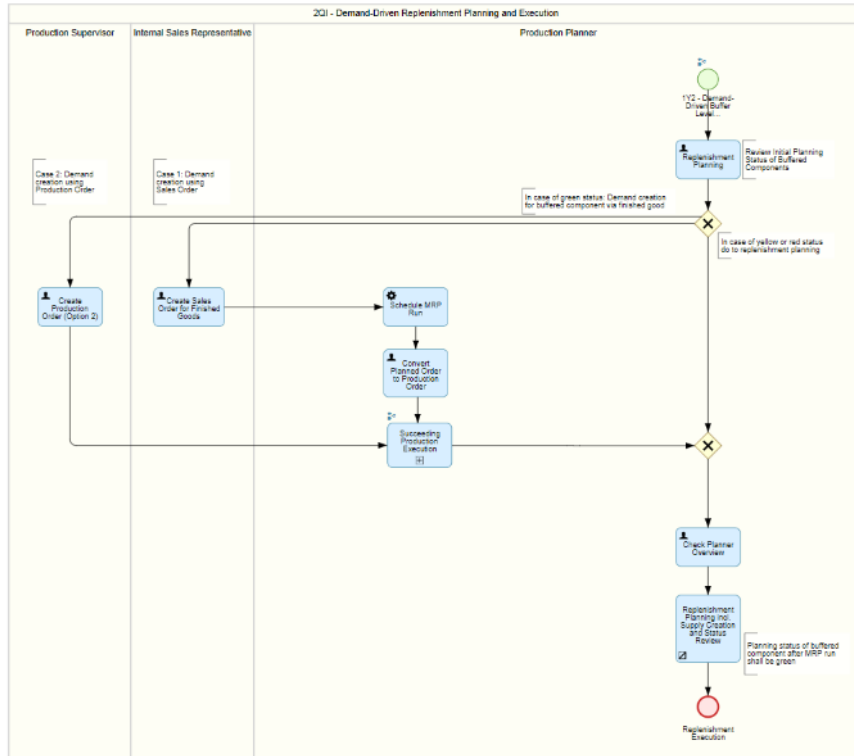 2QI - Demand-Driven Replenishment Planning and Execution
Production Supervisor
Internal Sales Representative
Production Planner
1Y2 - Demand-
Driven Buffer
Level...
Replenishment
Planning
Review Initial Planning
Status of Buffered
Components
Case 2: Demand
creation using
Production Order
Case 1: Demand
creation using
Sales Order
In case of green status: Demand creation
for buffered component via finished good
In case of yellow or red status
do to replenishment planning
Create
Production
Order (Option 2)
Create Sales
Order for Finished
Goods
Schedule MRP
Run
Convert
Planned Order
to Production
Order
Succeeding
Production
Execution
Check Planner
Overview
Replenishment
Planning incl.
Supply Creation
and Status
Review
Planning status of buffered
component after MRP run
shall be green
Replenishment
Execution